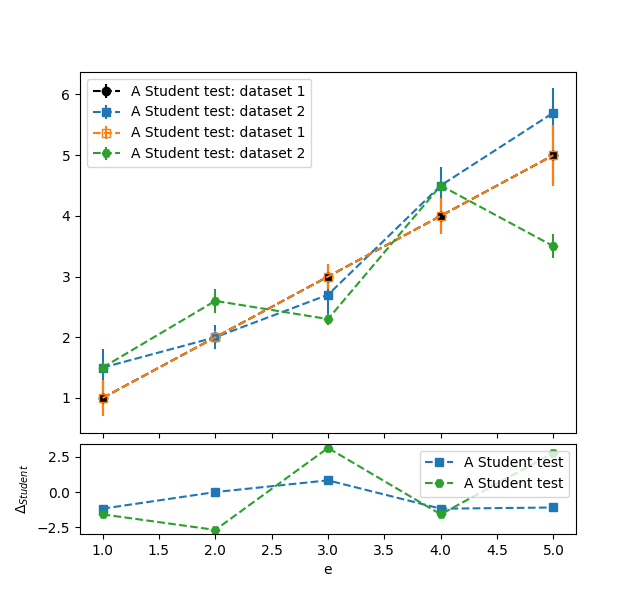 6
A Student test: dataset 1
A Student test: dataset 2
A Student test: dataset 1
A Student test: dataset 2
5
4
3
2
1
2.5
0.0
−2.5
Δ_Student
A Student test
A Student test
1.0 1.5 2.0 2.5 3.0 3.5 4.0 4.5 5.0
e